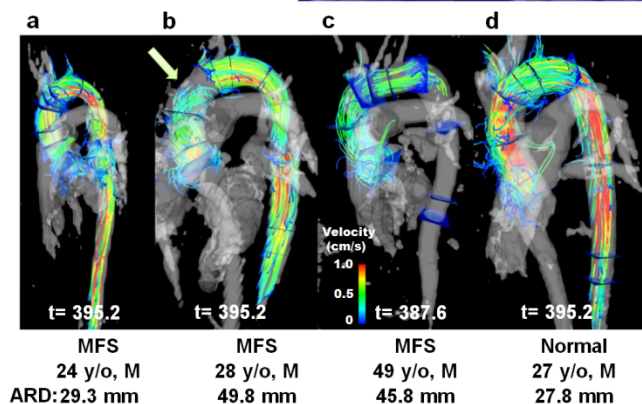 a b c d
Velocity
(cm/s)
1.0
0.5
0
t= 395.2 t= 395.2 t= 387.6 t= 395.2
MFS MFS MFS Normal
24 y/o, M 28 y/o, M 49 y/o, M 27 y/o, M
ARD: 29.3 mm 49.8 mm 45.8 mm 27.8 mm